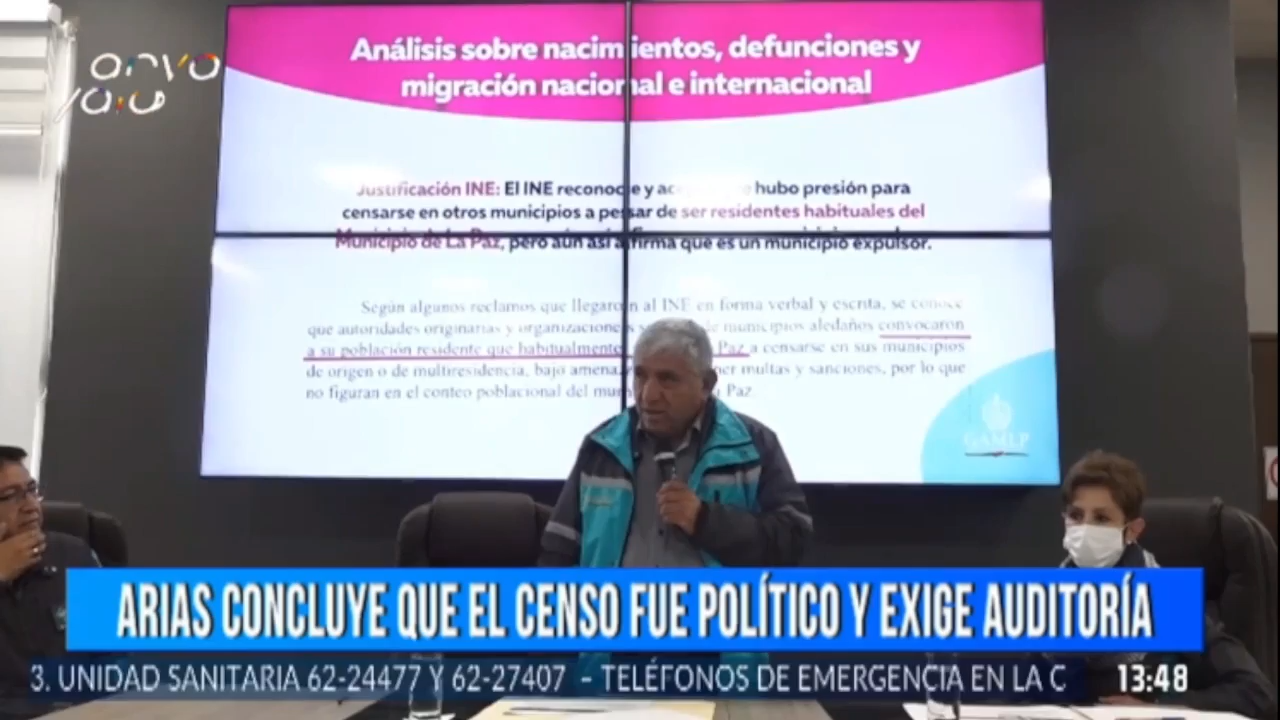 Análisis sobre nacimientos, defunciones y
migración nacional e internacional
Justificación INE: El INE reconoce y hubo presión para
censarse en otros municipios a pesar de ser residentes habituales del
Municipio de La Paz, pero aún así afirma que es un municipio expulsor.
Según algunos reclamos que llegaron al INE en forma verbal y escrita, se conoce
que autoridades originarias y organizaciones de municipios aledaños convocaron
a su población residente que habitualmente Paz a censarse en sus municipios
de origen o de multiresidencia, bajo multas y sanciones, por lo que
no figuran en el conteo poblacional del Paz
GAMLP
ARIAS CONCLUYE QUE EL CENSO FUE POLÍTICO Y EXIGE AUDITORÍA
3. UNIDAD SANITARIA 62-24477 Y 62-27407 - TELÉFONOS DE EMERGENCIA EN LA C
13:48